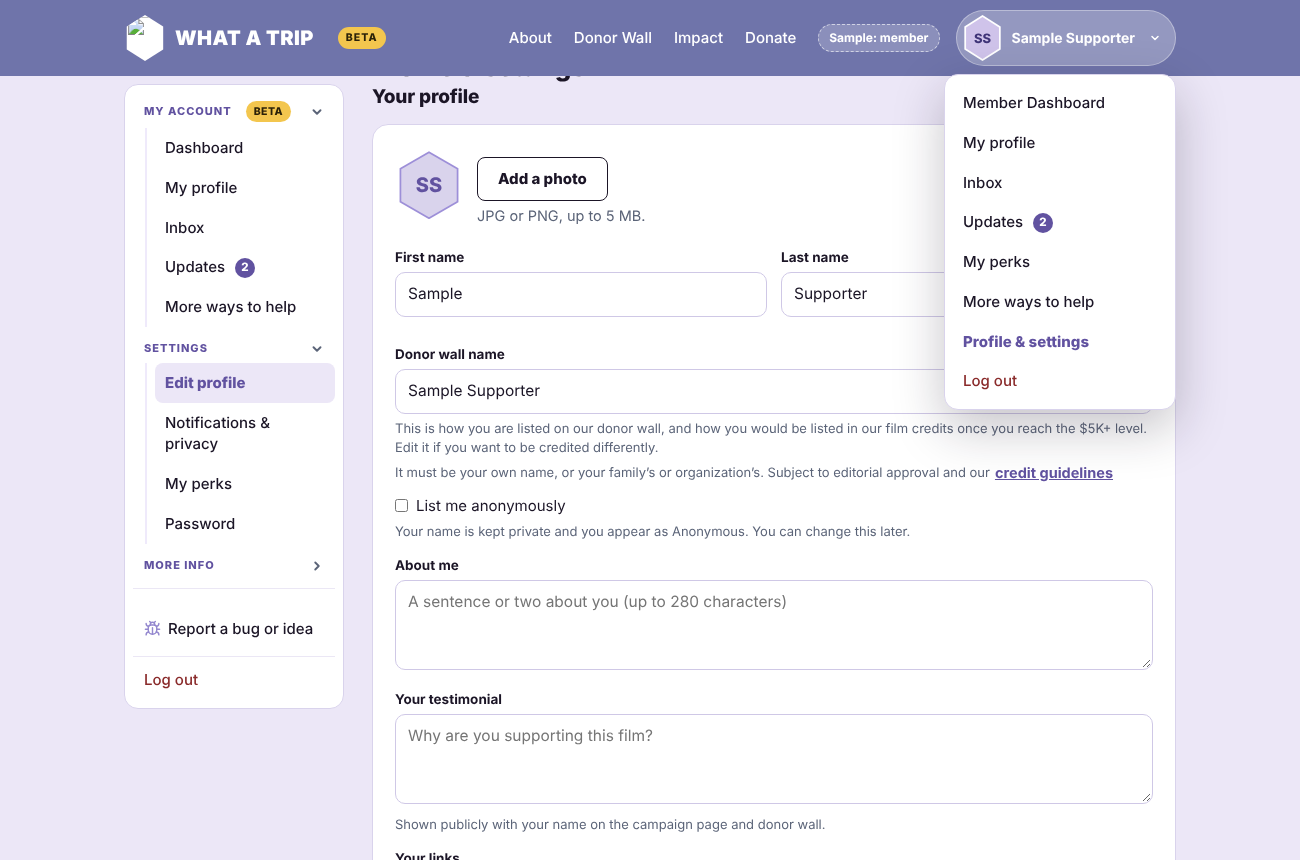 WHAT A TRIP
BETA
About
Donor Wall
Impact
Donate
Sample: member
SS
Sample Supporter
Member Dashboard
My profile
Inbox
Updates 2
My perks
More ways to help
Profile & settings
Log out
MY ACCOUNT BETA
Dashboard
My profile
Inbox
Updates 2
More ways to help
SETTINGS
Edit profile
Notifications &
privacy
My perks
Password
MORE INFO
Report a bug or idea
Log out
Your profile
SS
Add a photo
JPG or PNG, up to 5 MB.
First name
Sample
Last name
Supporter
Donor wall name
Sample Supporter
This is how you are listed on our donor wall, and how you would be listed in our film credits once you reach the $5K+ level.
Edit it if you want to be credited differently.
It must be your own name, or your family’s or organization’s. Subject to editorial approval and our credit guidelines
List me anonymously
Your name is kept private and you appear as Anonymous. You can change this later.
About me
A sentence or two about you (up to 280 characters)
Your testimonial
Why are you supporting this film?
Shown publicly with your name on the campaign page and donor wall.
Your links